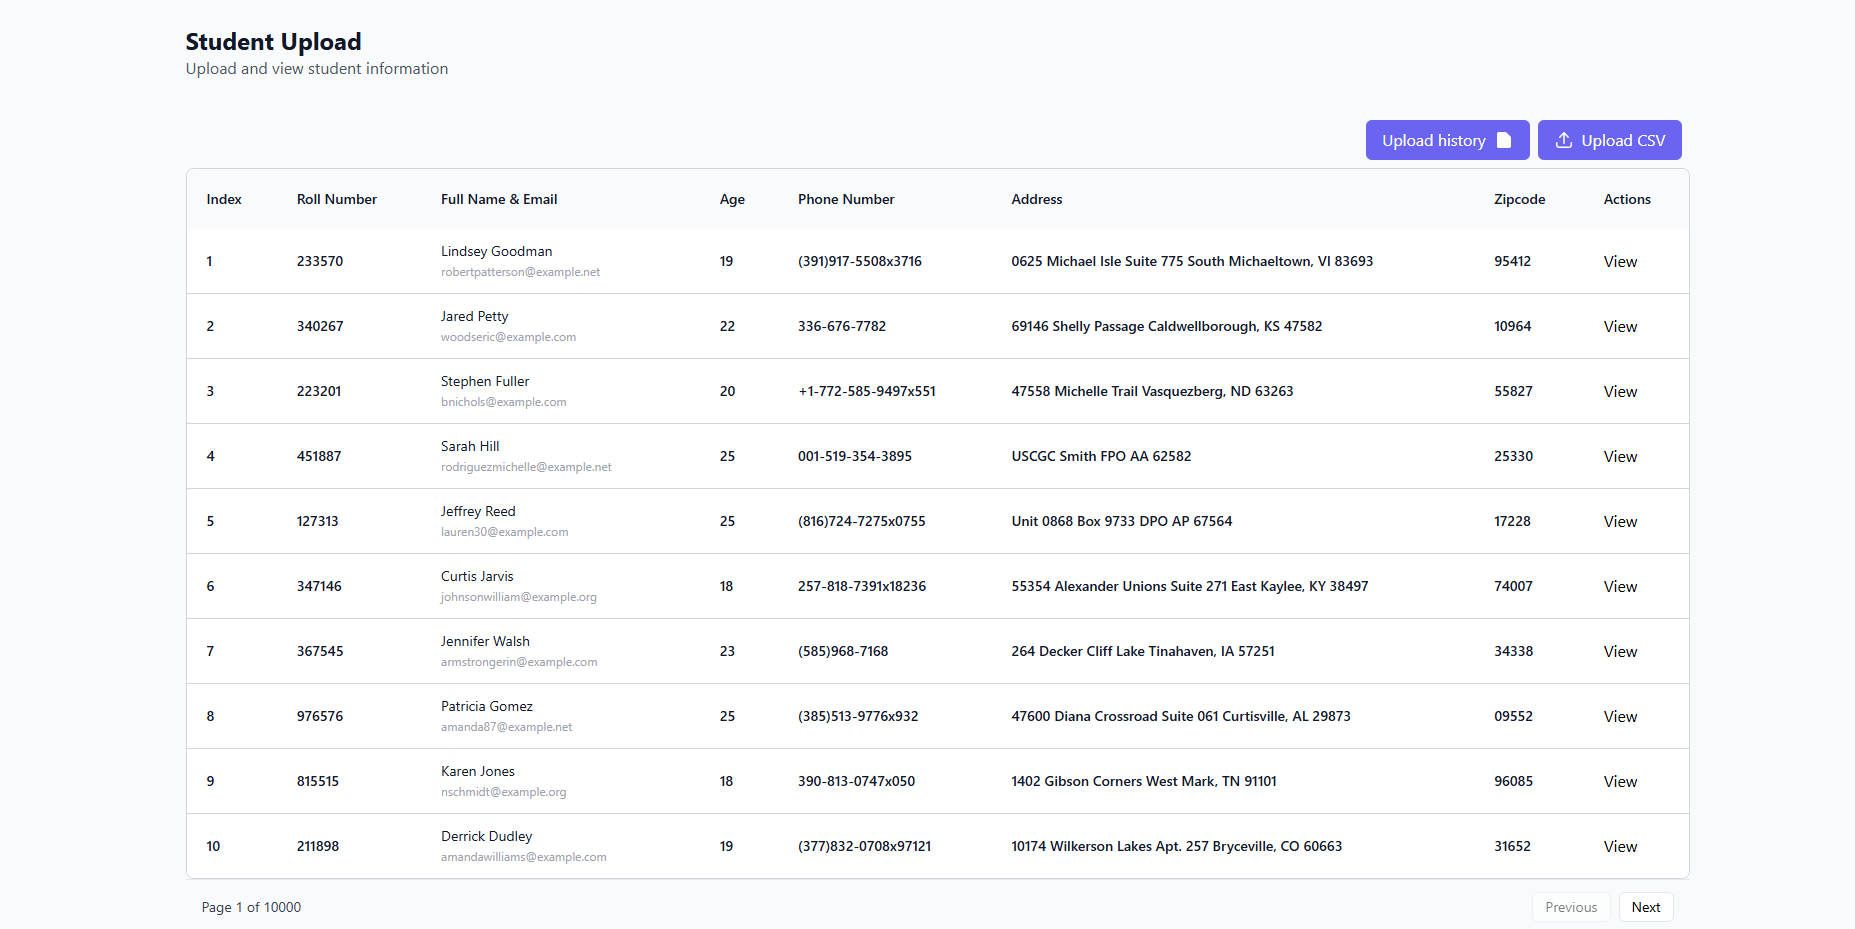 Student Upload
Upload and view student information
Upload history Upload CSV
Index Roll Number Full Name & Email Age Phone Number Address Zipcode Actions
1 233570 Lindsey Goodman 19 (391)917-5508x3716 0625 Michael Isle Suite 775 South Michaeltown, VI 83693 95412 View
robertpatterson@example.net
2 340267 Jared Petty 22 336-676-7782 69146 Shelly Passage Caldwellborough, KS 47582 10964 View
woodseric@example.com
3 223201 Stephen Fuller 20 +1-772-585-9497x551 47558 Michelle Trail Vasquezberg, ND 63263 55827 View
bnichols@example.com
4 451887 Sarah Hill 25 001-519-354-3895 USCGC Smith FPO AA 62582 25330 View
rodriguezmichelle@example.net
5 127313 Jeffrey Reed 25 (816)724-7275x0755 Unit 0868 Box 9733 DPO AP 67564 17228 View
lauren30@example.com
6 347146 Curtis Jarvis 18 257-818-7391x18236 55354 Alexander Unions Suite 271 East Kaylee, KY 38497 74007 View
johnsonwilliam@example.org
7 367545 Jennifer Walsh 23 (585)968-7168 264 Decker Cliff Lake Tinahaven, IA 57251 34338 View
armstrongerin@example.com
8 976576 Patricia Gomez 25 (385)513-9776x932 47600 Diana Crossroad Suite 061 Curtisville, AL 29873 09552 View
amanda87@example.net
9 815515 Karen Jones 18 390-813-0747x050 1402 Gibson Corners West Mark, TN 91101 96085 View
nschmidt@example.org
10 211898 Derrick Dudley 19 (377)832-0708x97121 10174 Wilkerson Lakes Apt. 257 Bryceville, CO 60663 31652 View
amandawilliams@example.com
Page 1 of 10000 Previous Next